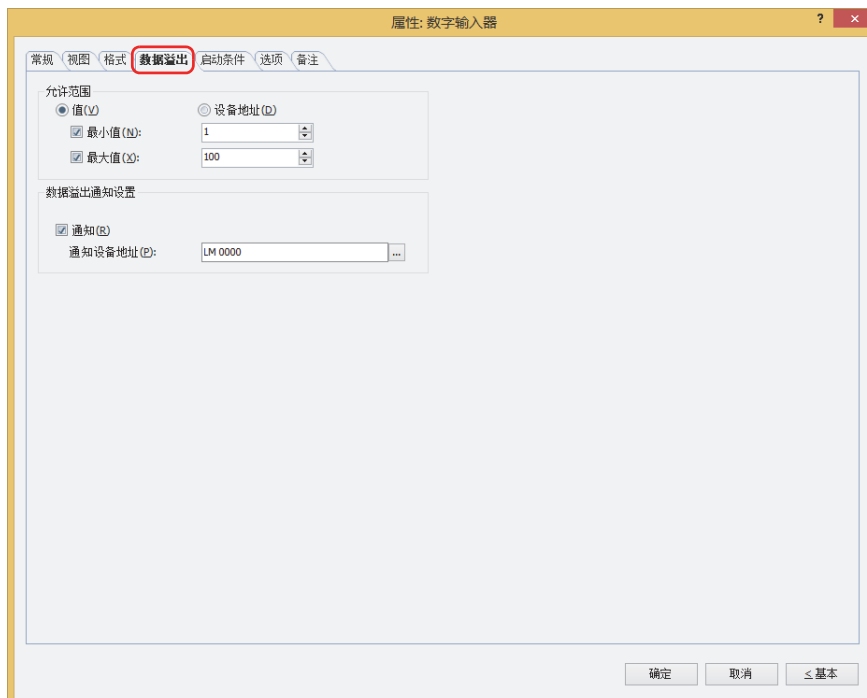 属性: 数字输入器
? ×
常规 视图 格式 数据溢出 启动条件 选项 备注
允许范围
值(V) 设备地址(D)
最小值(N): 1
最大值(X): 100
数据溢出通知设置
通知(R)
通知设备地址(P): LM 0000 ...
确定 取消 ≤基本